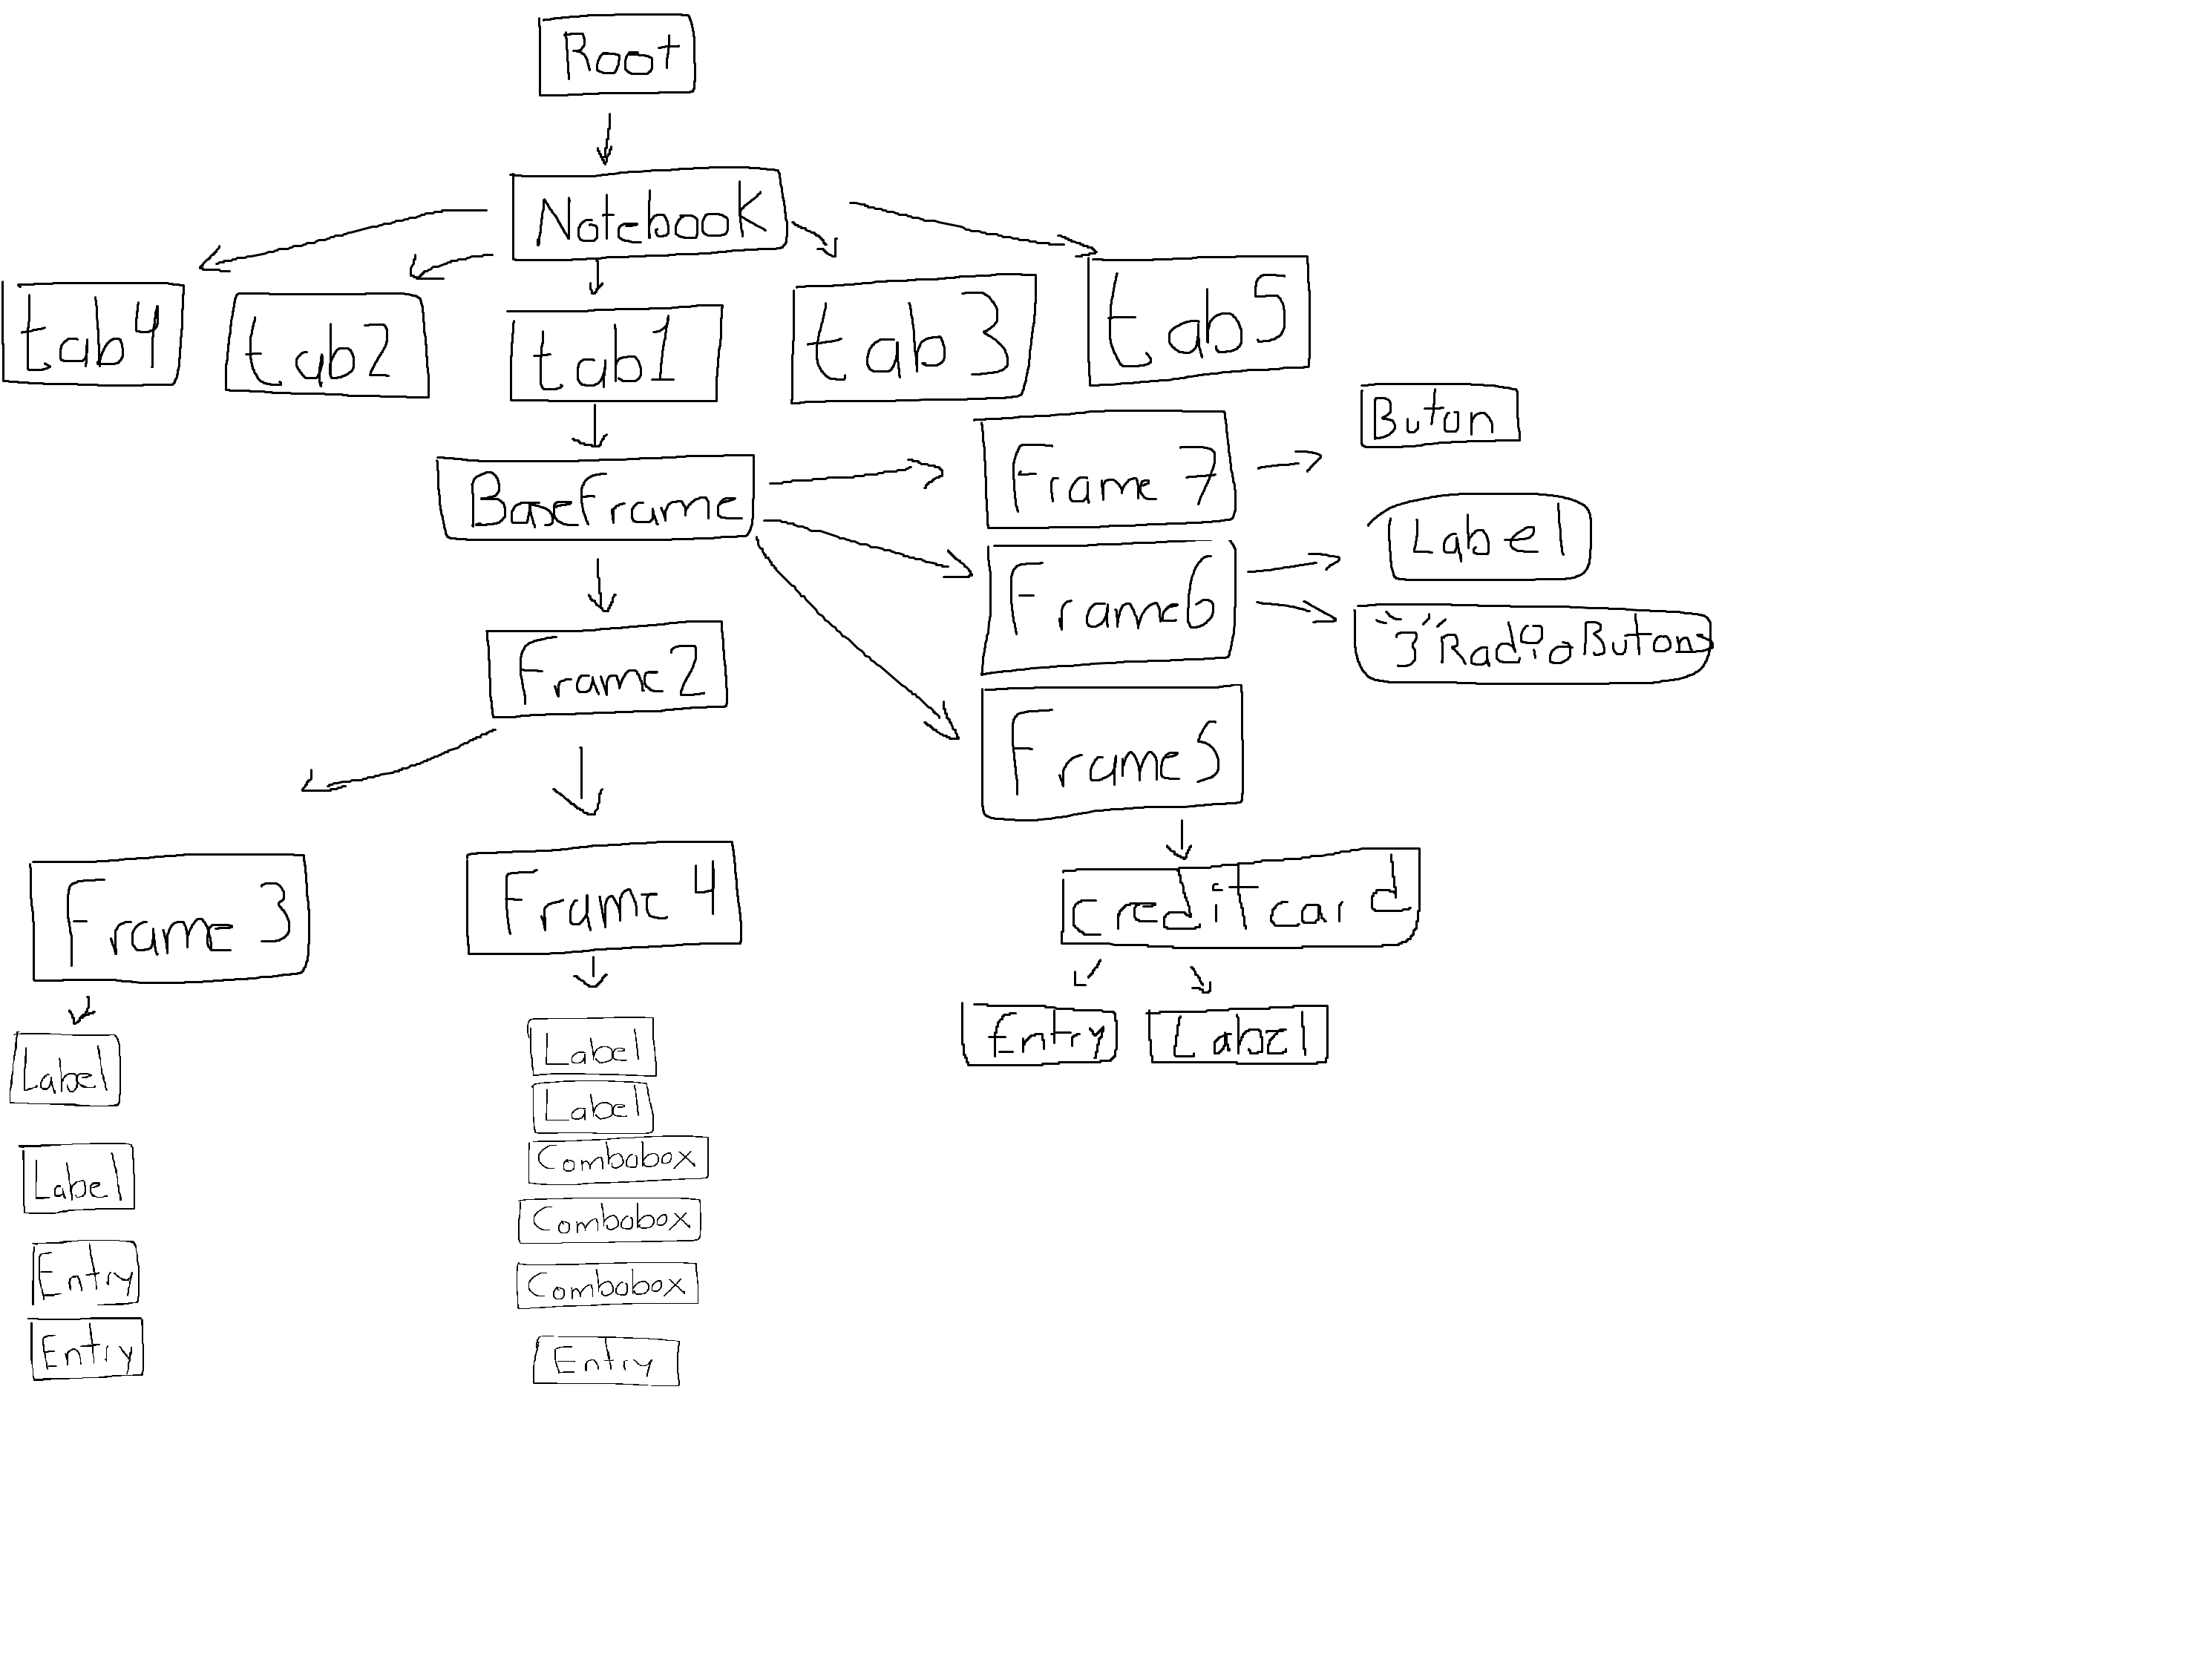 Root
Notebook
tab4
tab2
tab1
tab3
tab5
Buton
BaseFrame
Frame 7
Label
Frame6
"3"RadioButons
Frame2
Frame5
Frame 3
Frame 4
creditcard
Entry
Label
Label
Label
Entry
Entry
Label
Label
Combobox
Combobox
Combobox
Entry